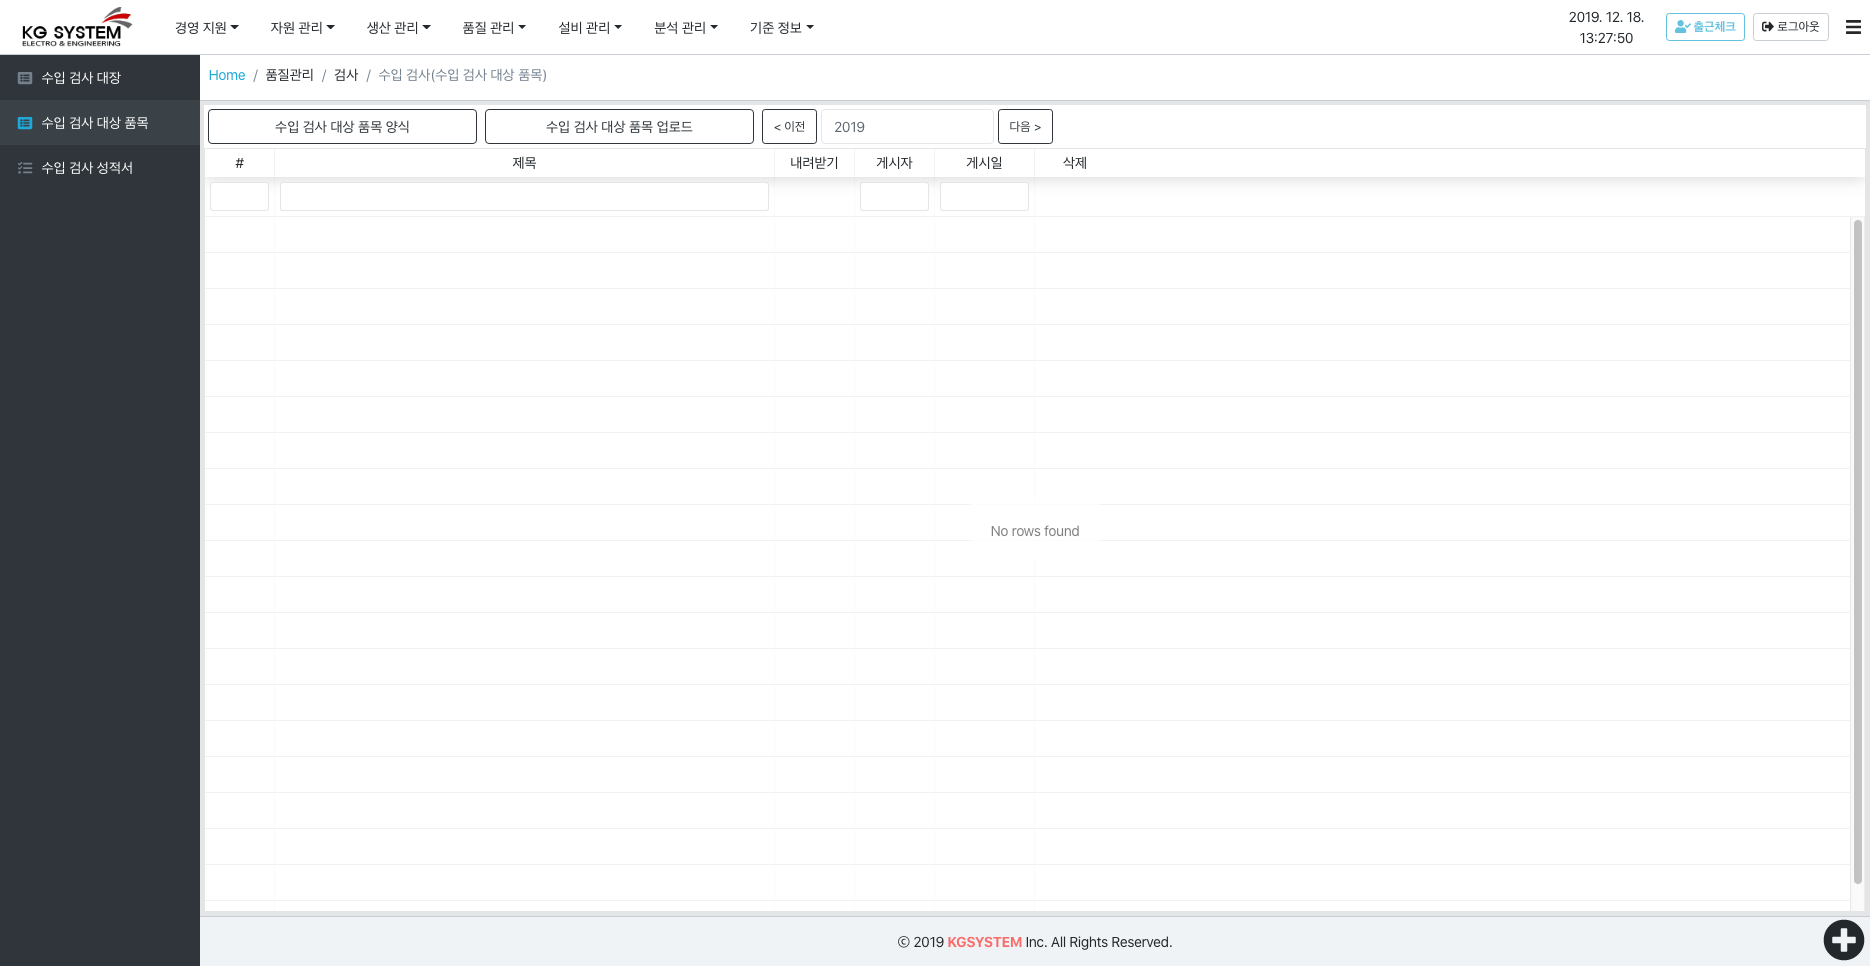 KG SYSTEM
ELECTRO & ENGINEERING
경영 지원 자원 관리 생산 관리 품질 관리 설비 관리 분석 관리 기준 정보
2019. 12. 18.
13:27:50
출근체크 로그아웃
수입 검사 대장
수입 검사 대상 품목
수입 검사 성적서
Home / 품질관리 / 검사 / 수입 검사(수입 검사 대상 품목)
수입 검사 대상 품목 양식 수입 검사 대상 품목 업로드 < 이전 2019 다음 >
# 제목 내려받기 게시자 게시일 삭제
No rows found
© 2019 KGSYSTEM Inc. All Rights Reserved.